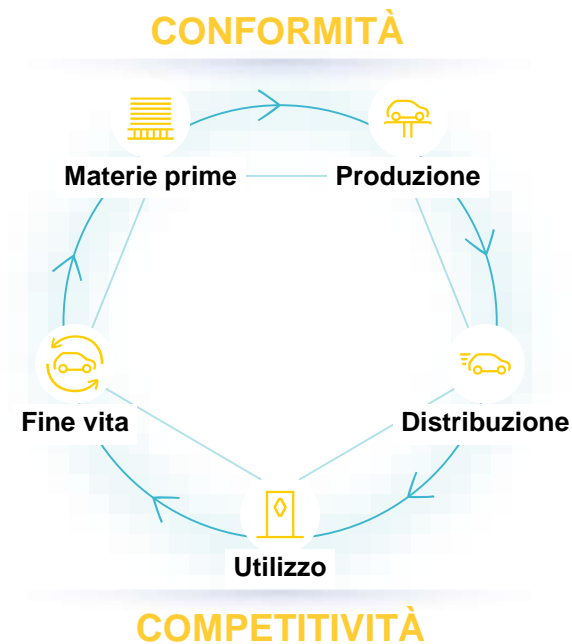 CONFORMITÀ
Materie prime
Produzione
Fine vita
Distribuzione
Utilizzo
COMPETITIVITÀ